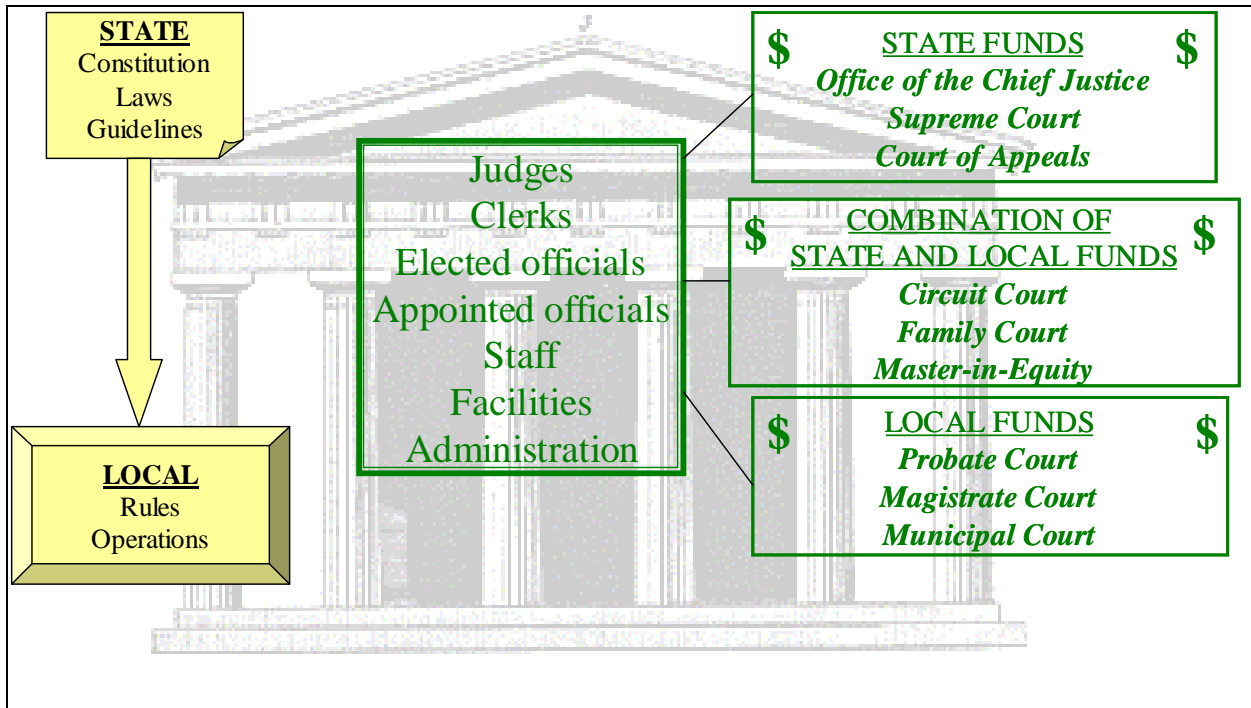 STATE
Constitution
Laws
Guidelines
LOCAL
Rules
Operations
Judges
Clerks
Elected officials
Appointed officials
Staff
Facilities
Administration
$ STATE FUNDS $
Office of the Chief Justice
Supreme Court
Court of Appeals
$ COMBINATION OF $
STATE AND LOCAL FUNDS
Circuit Court
Family Court
Master-in-Equity
$ LOCAL FUNDS $
Probate Court
Magistrate Court
Municipal Court